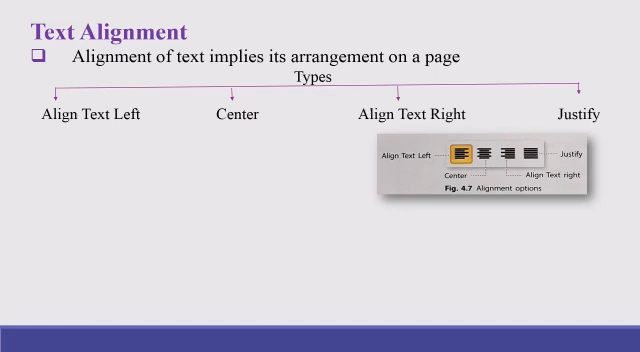 Text Alignment
❑ Alignment of text implies its arrangement on a page
Types
Align Text Left Center Align Text Right Justify
Align Text Left Justify
Center Align Text right
Fig. 4.7 Alignment options